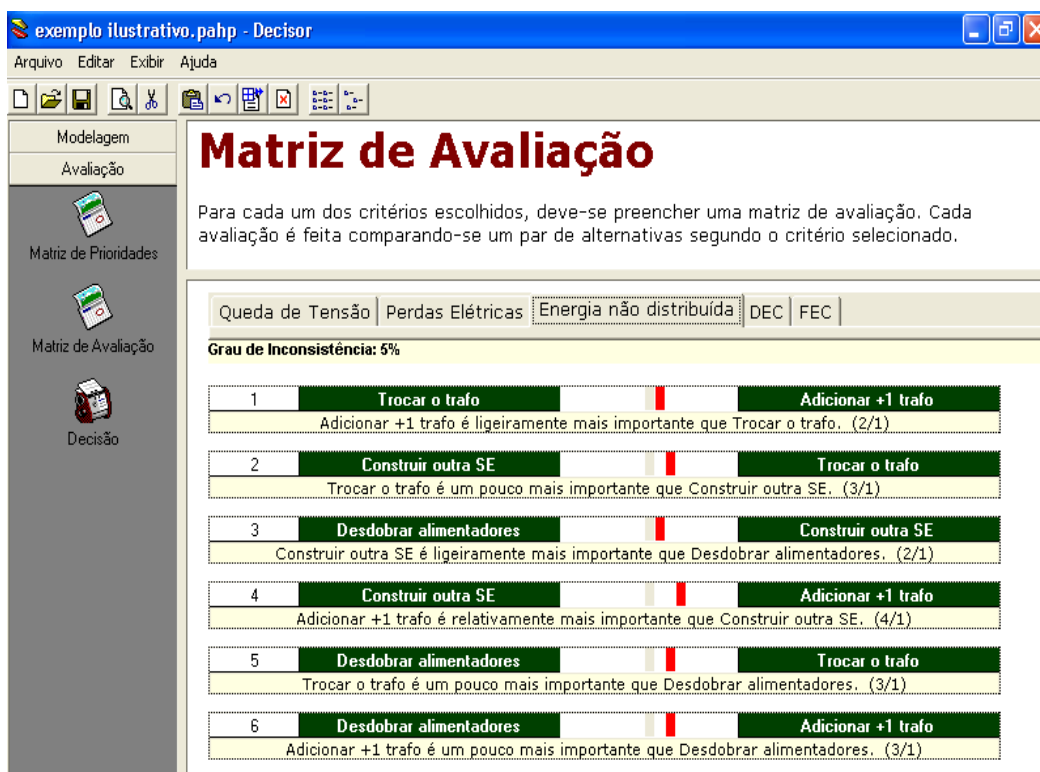 exemplo ilustrativo.pahp - Decisor
Arquivo Editar Exibir Ajuda
Modelagem
Avaliação
Matriz de Prioridades
Matriz de Avaliação
Decisão
Matriz de Avaliação
Para cada um dos critérios escolhidos, deve-se preencher uma matriz de avaliação. Cada
avaliação é feita comparando-se um par de alternativas segundo o critério selecionado.
Queda de Tensão Perdas Elétricas Energia não distribuída DEC FEC
Grau de Inconsistência: 5%
1 Trocar o trafo Adicionar +1 trafo
Adicionar +1 trafo é ligeiramente mais importante que Trocar o trafo. (2/1)
2 Construir outra SE Trocar o trafo
Trocar o trafo é um pouco mais importante que Construir outra SE. (3/1)
3 Desdobrar alimentadores Construir outra SE
Construir outra SE é ligeiramente mais importante que Desdobrar alimentadores. (2/1)
4 Construir outra SE Adicionar +1 trafo
Adicionar +1 trafo é relativamente mais importante que Construir outra SE. (4/1)
5 Desdobrar alimentadores Trocar o trafo
Trocar o trafo é um pouco mais importante que Desdobrar alimentadores. (3/1)
6 Desdobrar alimentadores Adicionar +1 trafo
Adicionar +1 trafo é um pouco mais importante que Desdobrar alimentadores. (3/1)